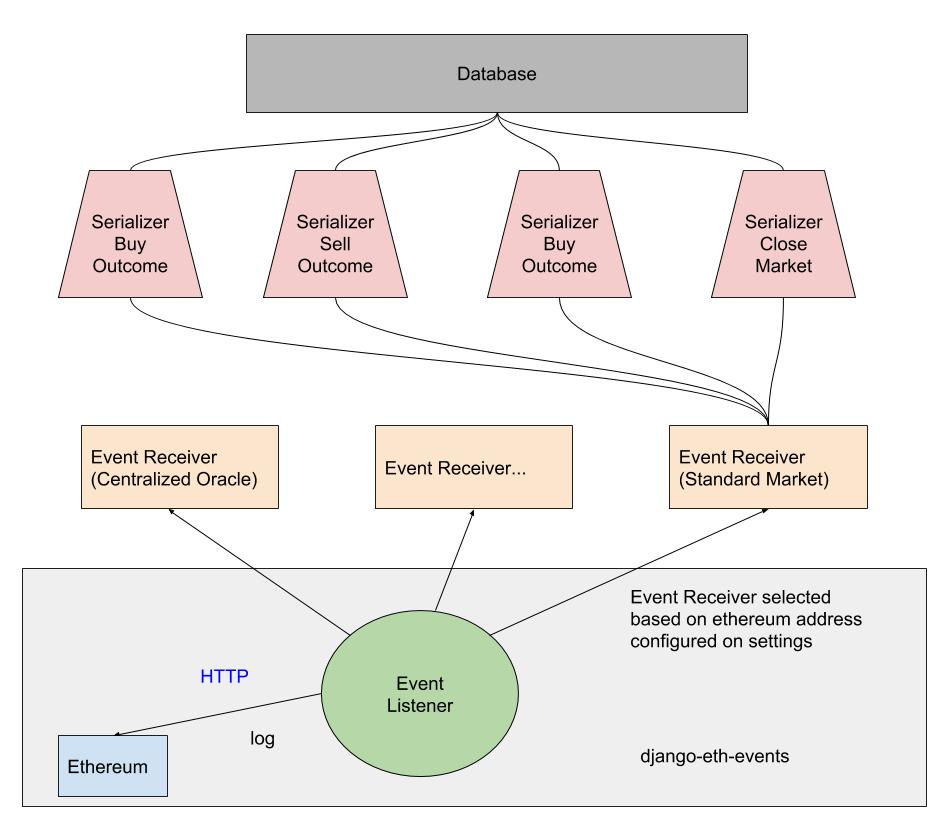 Database
Serializer
Buy
Outcome
Serializer
Sell
Outcome
Serializer
Buy
Outcome
Serializer
Close
Market
Event Receiver
(Centralized Oracle)
Event Receiver...
Event Receiver
(Standard Market)
Event Receiver selected
based on ethereum address
configured on settings
HTTP
Event
Listener
log
Ethereum
django-eth-events